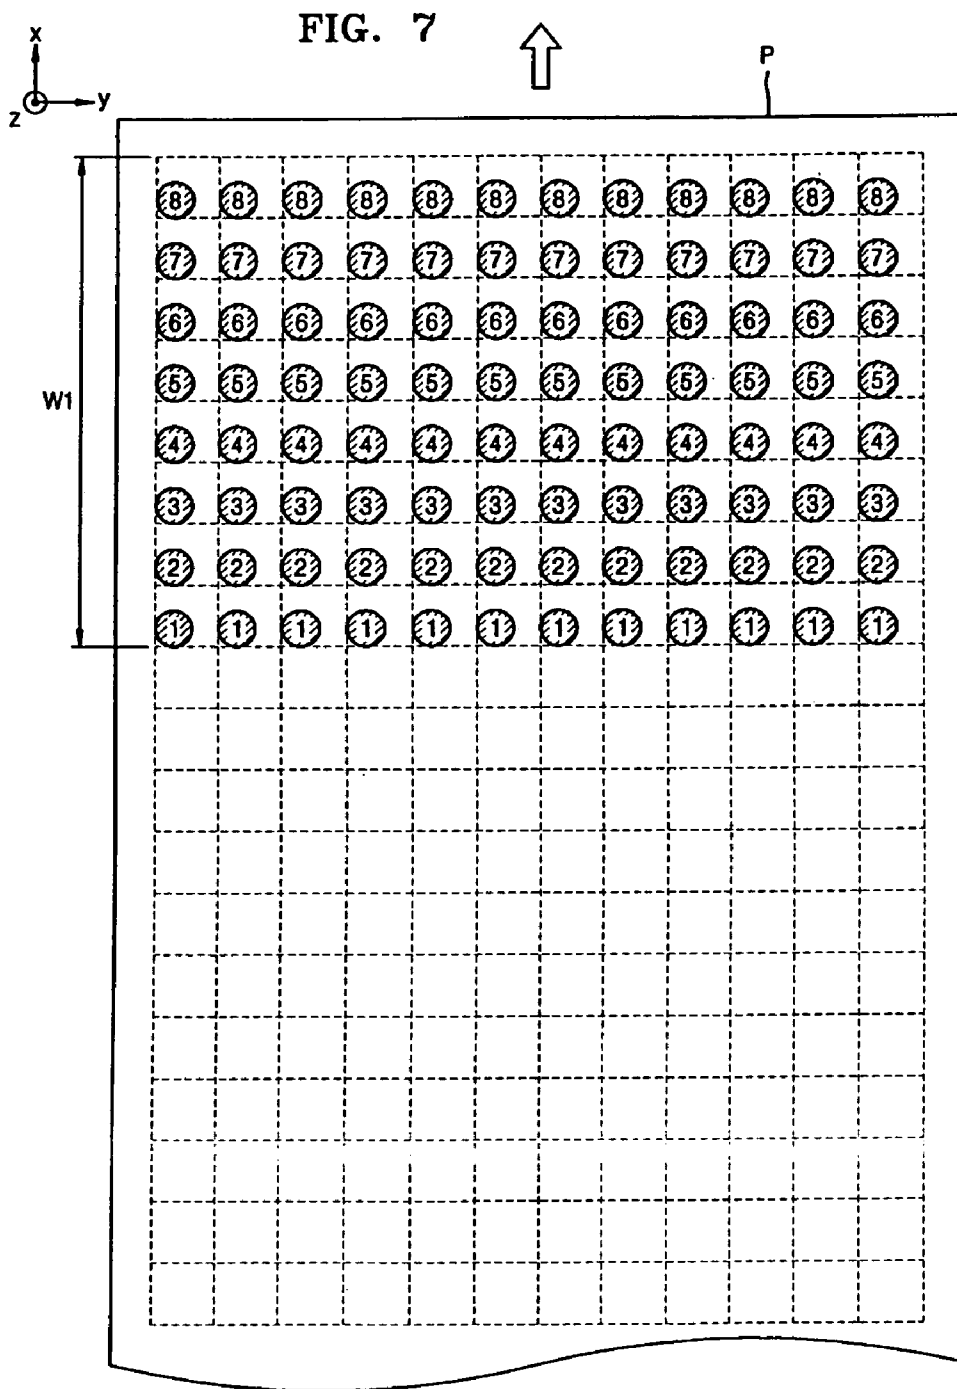 FIG. 7
x
y
z
P
W1
8 8 8 8 8 8 8 8 8 8 8 8
7 7 7 7 7 7 7 7 7 7 7 7
6 6 6 6 6 6 6 6 6 6 6 6
5 5 5 5 5 5 5 5 5 5 5 5
4 4 4 4 4 4 4 4 4 4 4 4
3 3 3 3 3 3 3 3 3 3 3 3
2 2 2 2 2 2 2 2 2 2 2 2
1 1 1 1 1 1 1 1 1 1 1 1